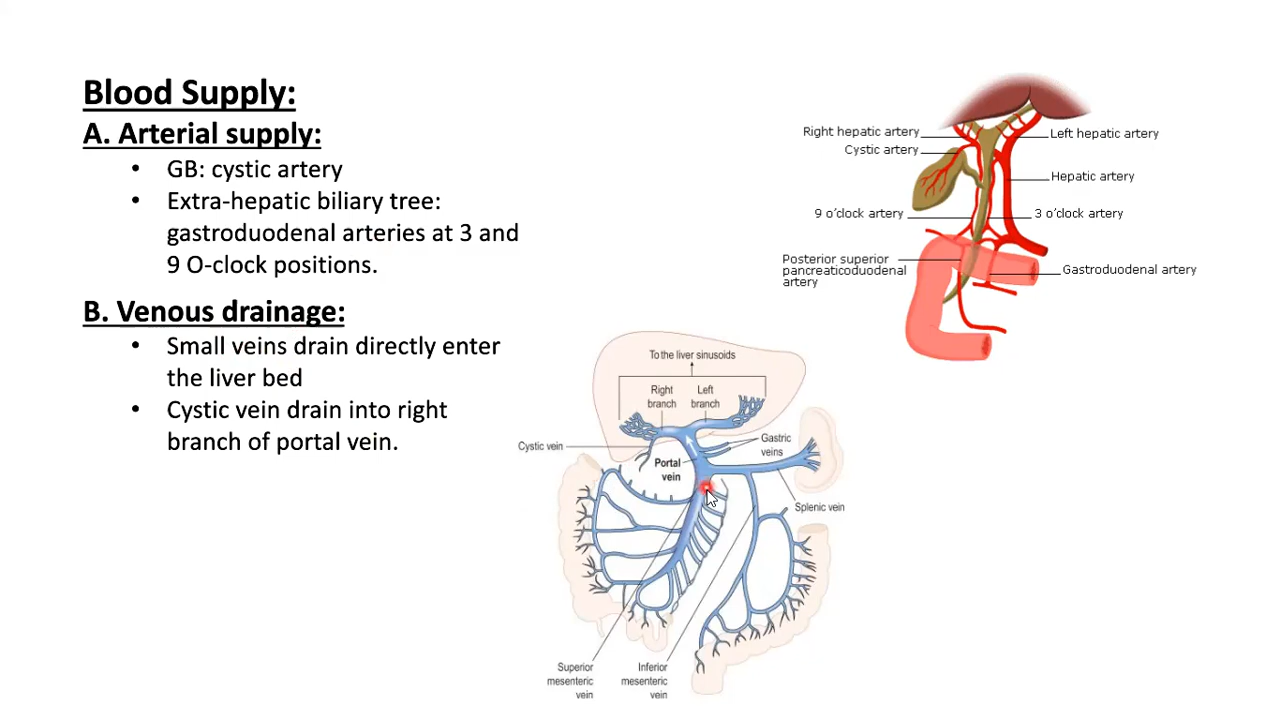 Blood Supply:
A. Arterial supply:
• GB: cystic artery
• Extra-hepatic biliary tree:
gastroduodenal arteries at 3 and
9 O-clock positions.
B. Venous drainage:
• Small veins drain directly enter
the liver bed
• Cystic vein drain into right
branch of portal vein.
Right hepatic artery
Cystic artery
9 o'clock artery
Posterior superior
pancreaticoduodenal
artery
Left hepatic artery
Hepatic artery
3 o'clock artery
Gastroduodenal artery
To the liver sinusoids
Right
branch
Left
branch
Cystic vein
Gastric
veins
Portal
vein
Splenic vein
Superior
mesenteric
vein
Inferior
mesenteric
vein